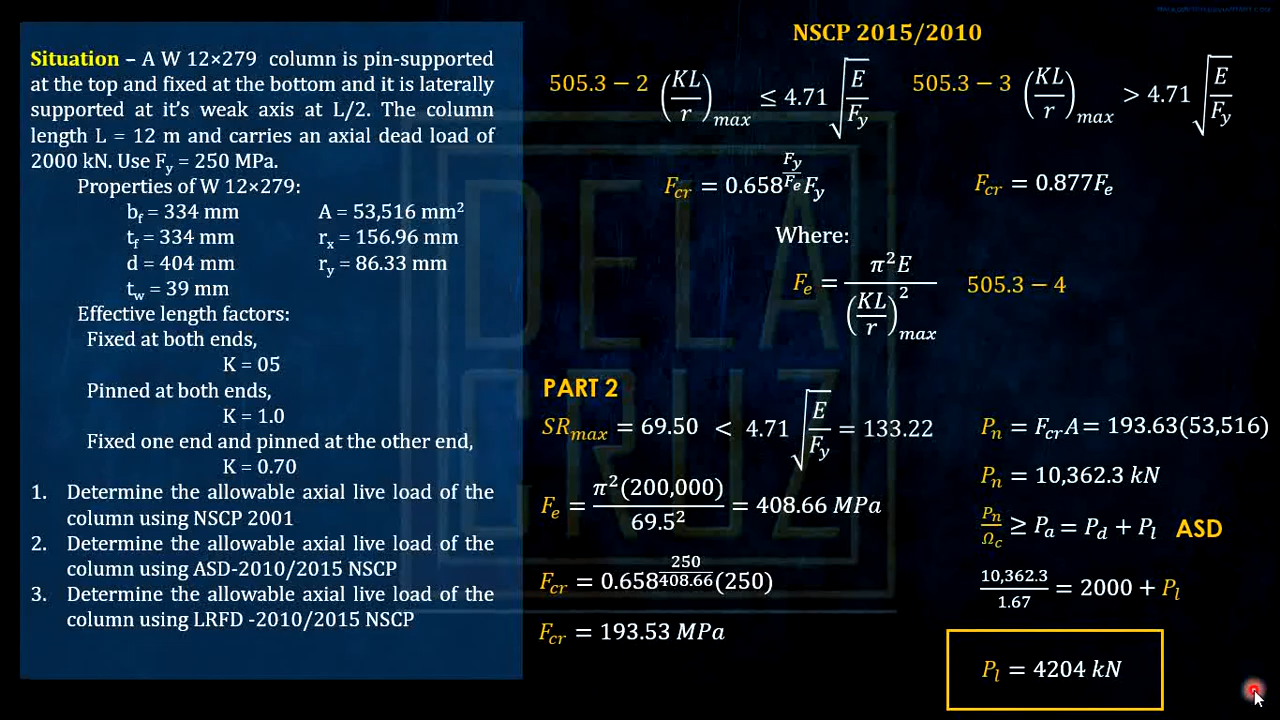 Situation – A W 12×279 column is pin-supported
at the top and fixed at the bottom and it is laterally
supported at it's weak axis at L/2. The column
length L = 12 m and carries an axial dead load of
2000 kN. Use Fy = 250 MPa.
Properties of W 12×279:
bf = 334 mm A = 53,516 mm²
tf = 334 mm rx = 156.96 mm
d = 404 mm ry = 86.33 mm
tw = 39 mm
Effective length factors:
Fixed at both ends,
K = 05
Pinned at both ends,
K = 1.0
Fixed one end and pinned at the other end,
K = 0.70
1. Determine the allowable axial live load of the
column using NSCP 2001
2. Determine the allowable axial live load of the
column using ASD-2010/2015 NSCP
3. Determine the allowable axial live load of the
column using LRFD -2010/2015 NSCP
NSCP 2015/2010
505.3 – 2 (KL/r)max ≤ 4.71 √(E/Fy)
505.3 – 3 (KL/r)max > 4.71 √(E/Fy)
Fcr = 0.658^(Fy/Fe) Fy
Fcr = 0.877Fe
Where:
Fe = π²E / (KL/r)²max 505.3 – 4
PART 2
SRmax = 69.50 < 4.71 √(E/Fy) = 133.22
Fe = π²(200,000) / 69.5² = 408.66 MPa
Fcr = 0.658^(250/408.66) (250)
Fcr = 193.53 MPa
Pn = FcrA = 193.63(53,516)
Pn = 10,362.3 kN
Pn/Ωc ≥ Pa = Pd + Pl ASD
10,362.3/1.67 = 2000 + Pl
Pl = 4204 kN
DELA
CRUZ